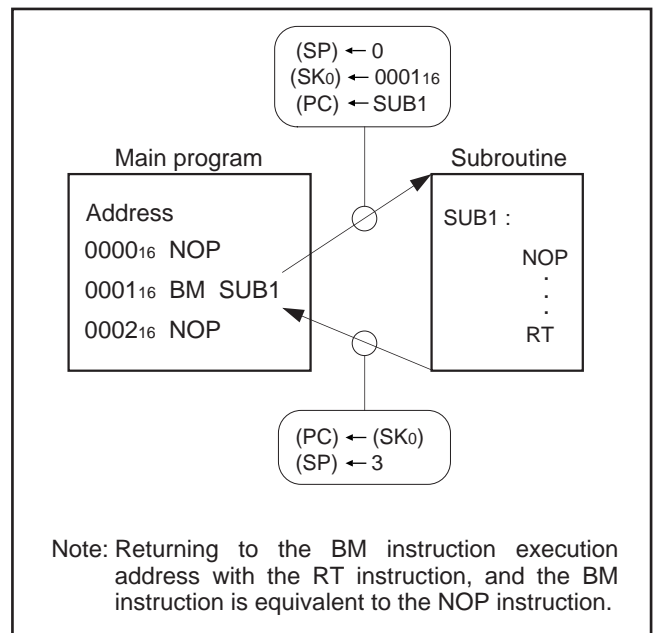 (SP) ← 0
(SK₀) ← 0001₁₆
(PC) ← SUB1
Main program
Subroutine
Address
0000₁₆ NOP
0001₁₆ BM SUB1
0002₁₆ NOP
SUB1 :
NOP
.
.
.
RT
(PC) ← (SK₀)
(SP) ← 3
Note: Returning to the BM instruction execution
address with the RT instruction, and the BM
instruction is equivalent to the NOP instruction.